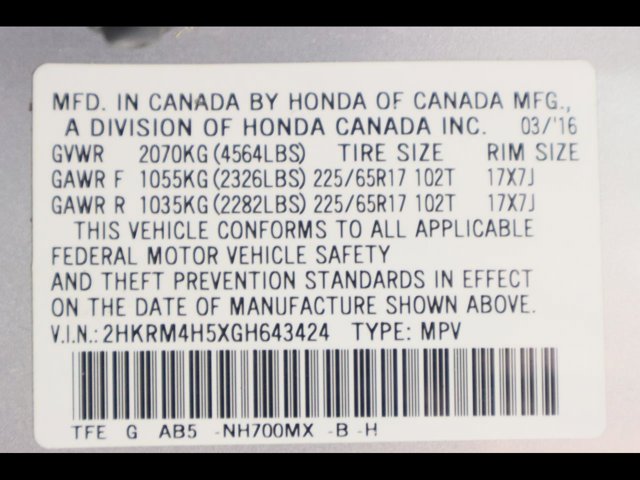 MFD. IN CANADA BY HONDA OF CANADA MFG.,
A DIVISION OF HONDA CANADA INC. 03/'16
GVWR 2070KG (4564LBS) TIRE SIZE RIM SIZE
GAWR F 1055KG (2326LBS) 225/65R17 102T 17X7J
GAWR R 1035KG (2282LBS) 225/65R17 102T 17X7J
THIS VEHICLE CONFORMS TO ALL APPLICABLE
FEDERAL MOTOR VEHICLE SAFETY
AND THEFT PREVENTION STANDARDS IN EFFECT
ON THE DATE OF MANUFACTURE SHOWN ABOVE.
V.I.N.: 2HKRM4H5XGH643424 TYPE: MPV
TFE G AB5 -NH700MX -B -H